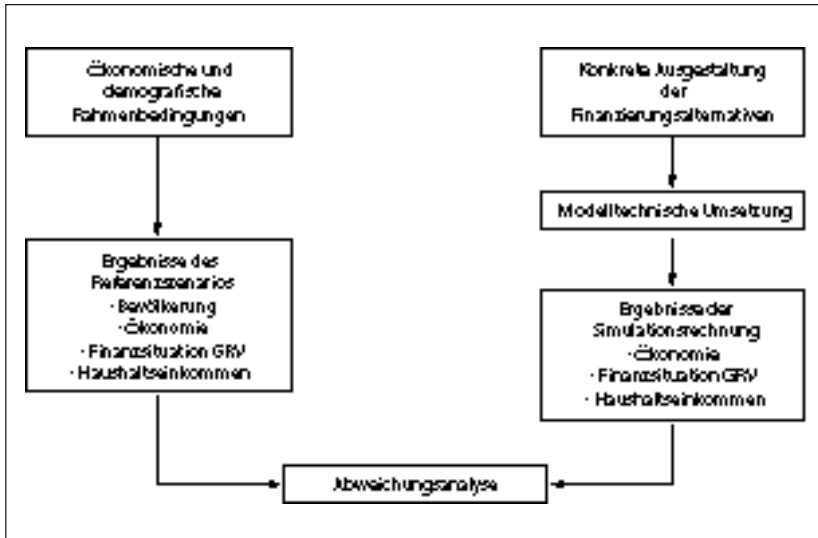 Ökonomische und
demografische
Rahmenbedingungen
Ergebnisse des
Referenzszenarios
· Bevölkerung
· Ökonomie
· Finanzsituation GRV
· Haushaltseinkommen
Konkrete Ausgestaltung
der
Finanzierungsalternativen
Modelltechnische Umsetzung
Ergebnisse der
Simulationsrechnung
· Ökonomie
· Finanzsituation GRV
· Haushaltseinkommen
Abweichungsanalyse